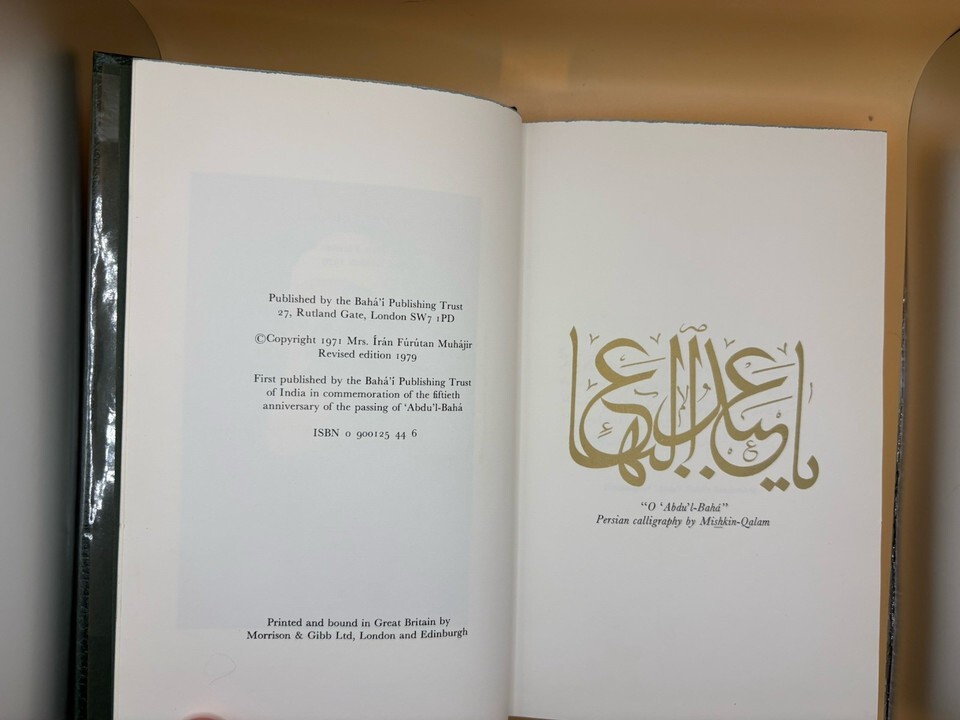 Published by the Bahá'í Publishing Trust
27, Rutland Gate, London SW7 1PD
©Copyright 1971 Mrs. Írán Fúrútan Muhájir
Revised edition 1979
First published by the Bahá'í Publishing Trust
of India in commemoration of the fiftieth
anniversary of the passing of 'Abdu'l-Bahá
ISBN 0 900125 44 6
Printed and bound in Great Britain by
Morrison & Gibb Ltd, London and Edinburgh
يا عبدالبهاء
"O 'Abdu'l-Bahá"
Persian calligraphy by Mishkín-Qalam